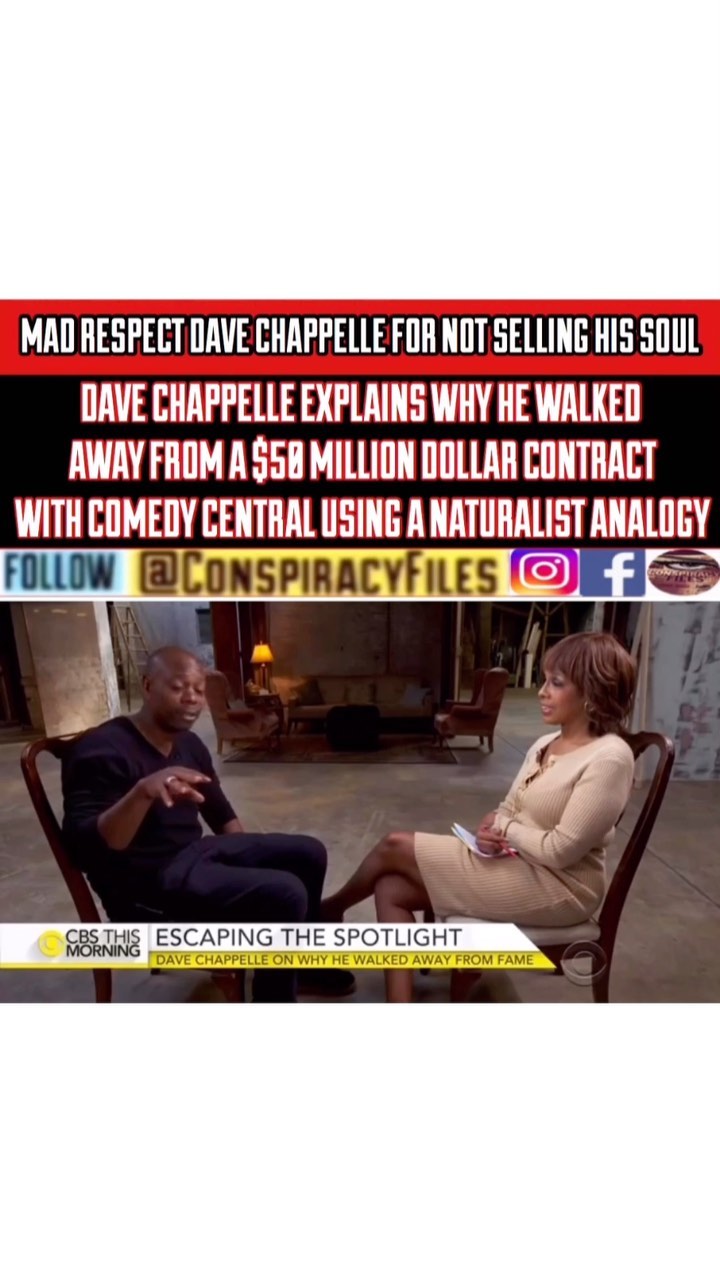 MAD RESPECT DAVE CHAPPELLE FOR NOT SELLING HIS SOUL
DAVE CHAPPELLE EXPLAINS WHY HE WALKED
AWAY FROM A $50 MILLION DOLLAR CONTRACT
WITH COMEDY CENTRAL USING A NATURALIST ANALOGY
FOLLOW @CONSPIRACYFILES
CONSPIRACY
FILES
CBS THIS
MORNING
ESCAPING THE SPOTLIGHT
DAVE CHAPPELLE ON WHY HE WALKED AWAY FROM FAME